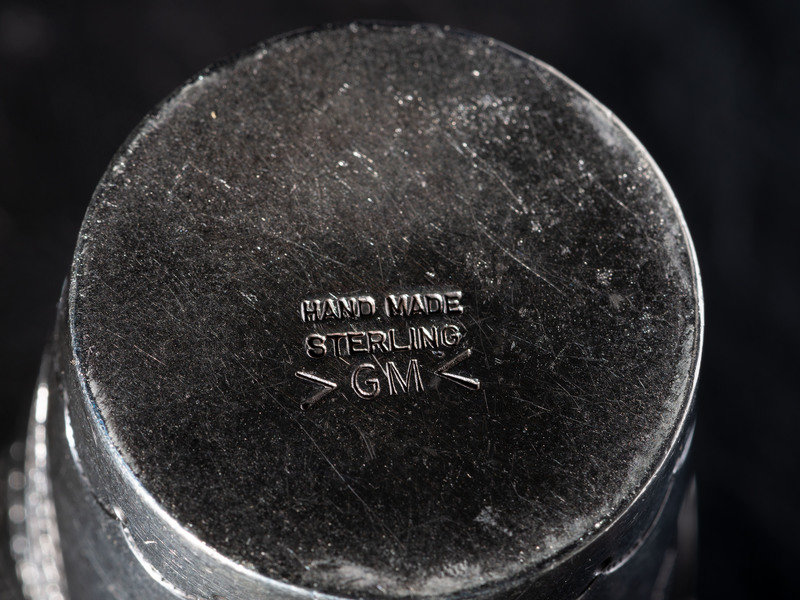 HAND MADE
STERLING
> GM <